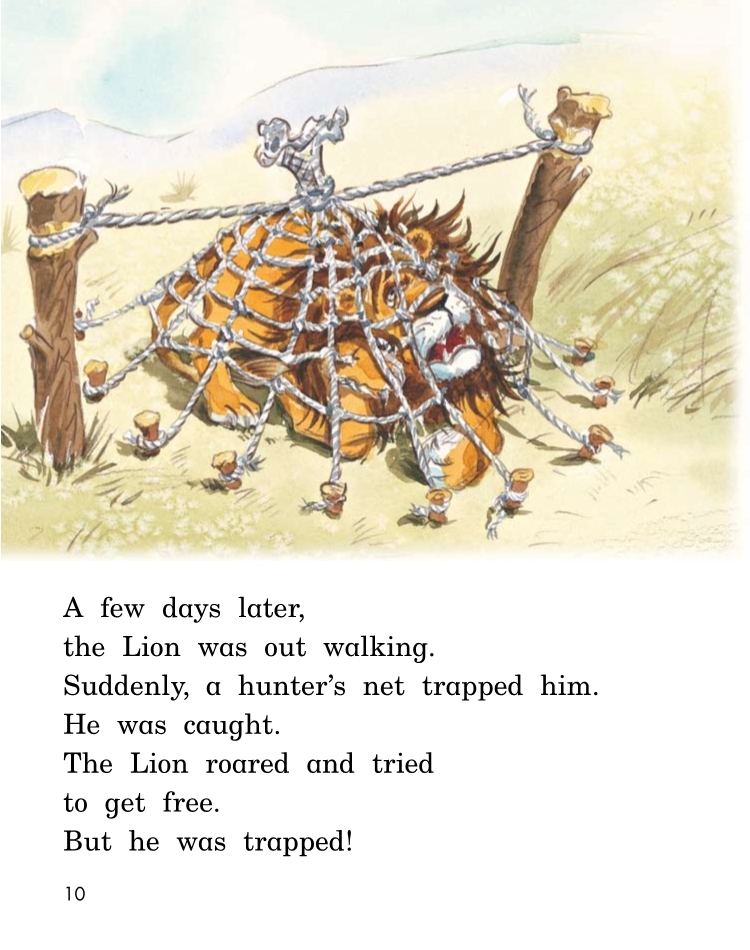 A few days later,
the Lion was out walking.
Suddenly, a hunter's net trapped him.
He was caught.
The Lion roared and tried
to get free.
But he was trapped!
10